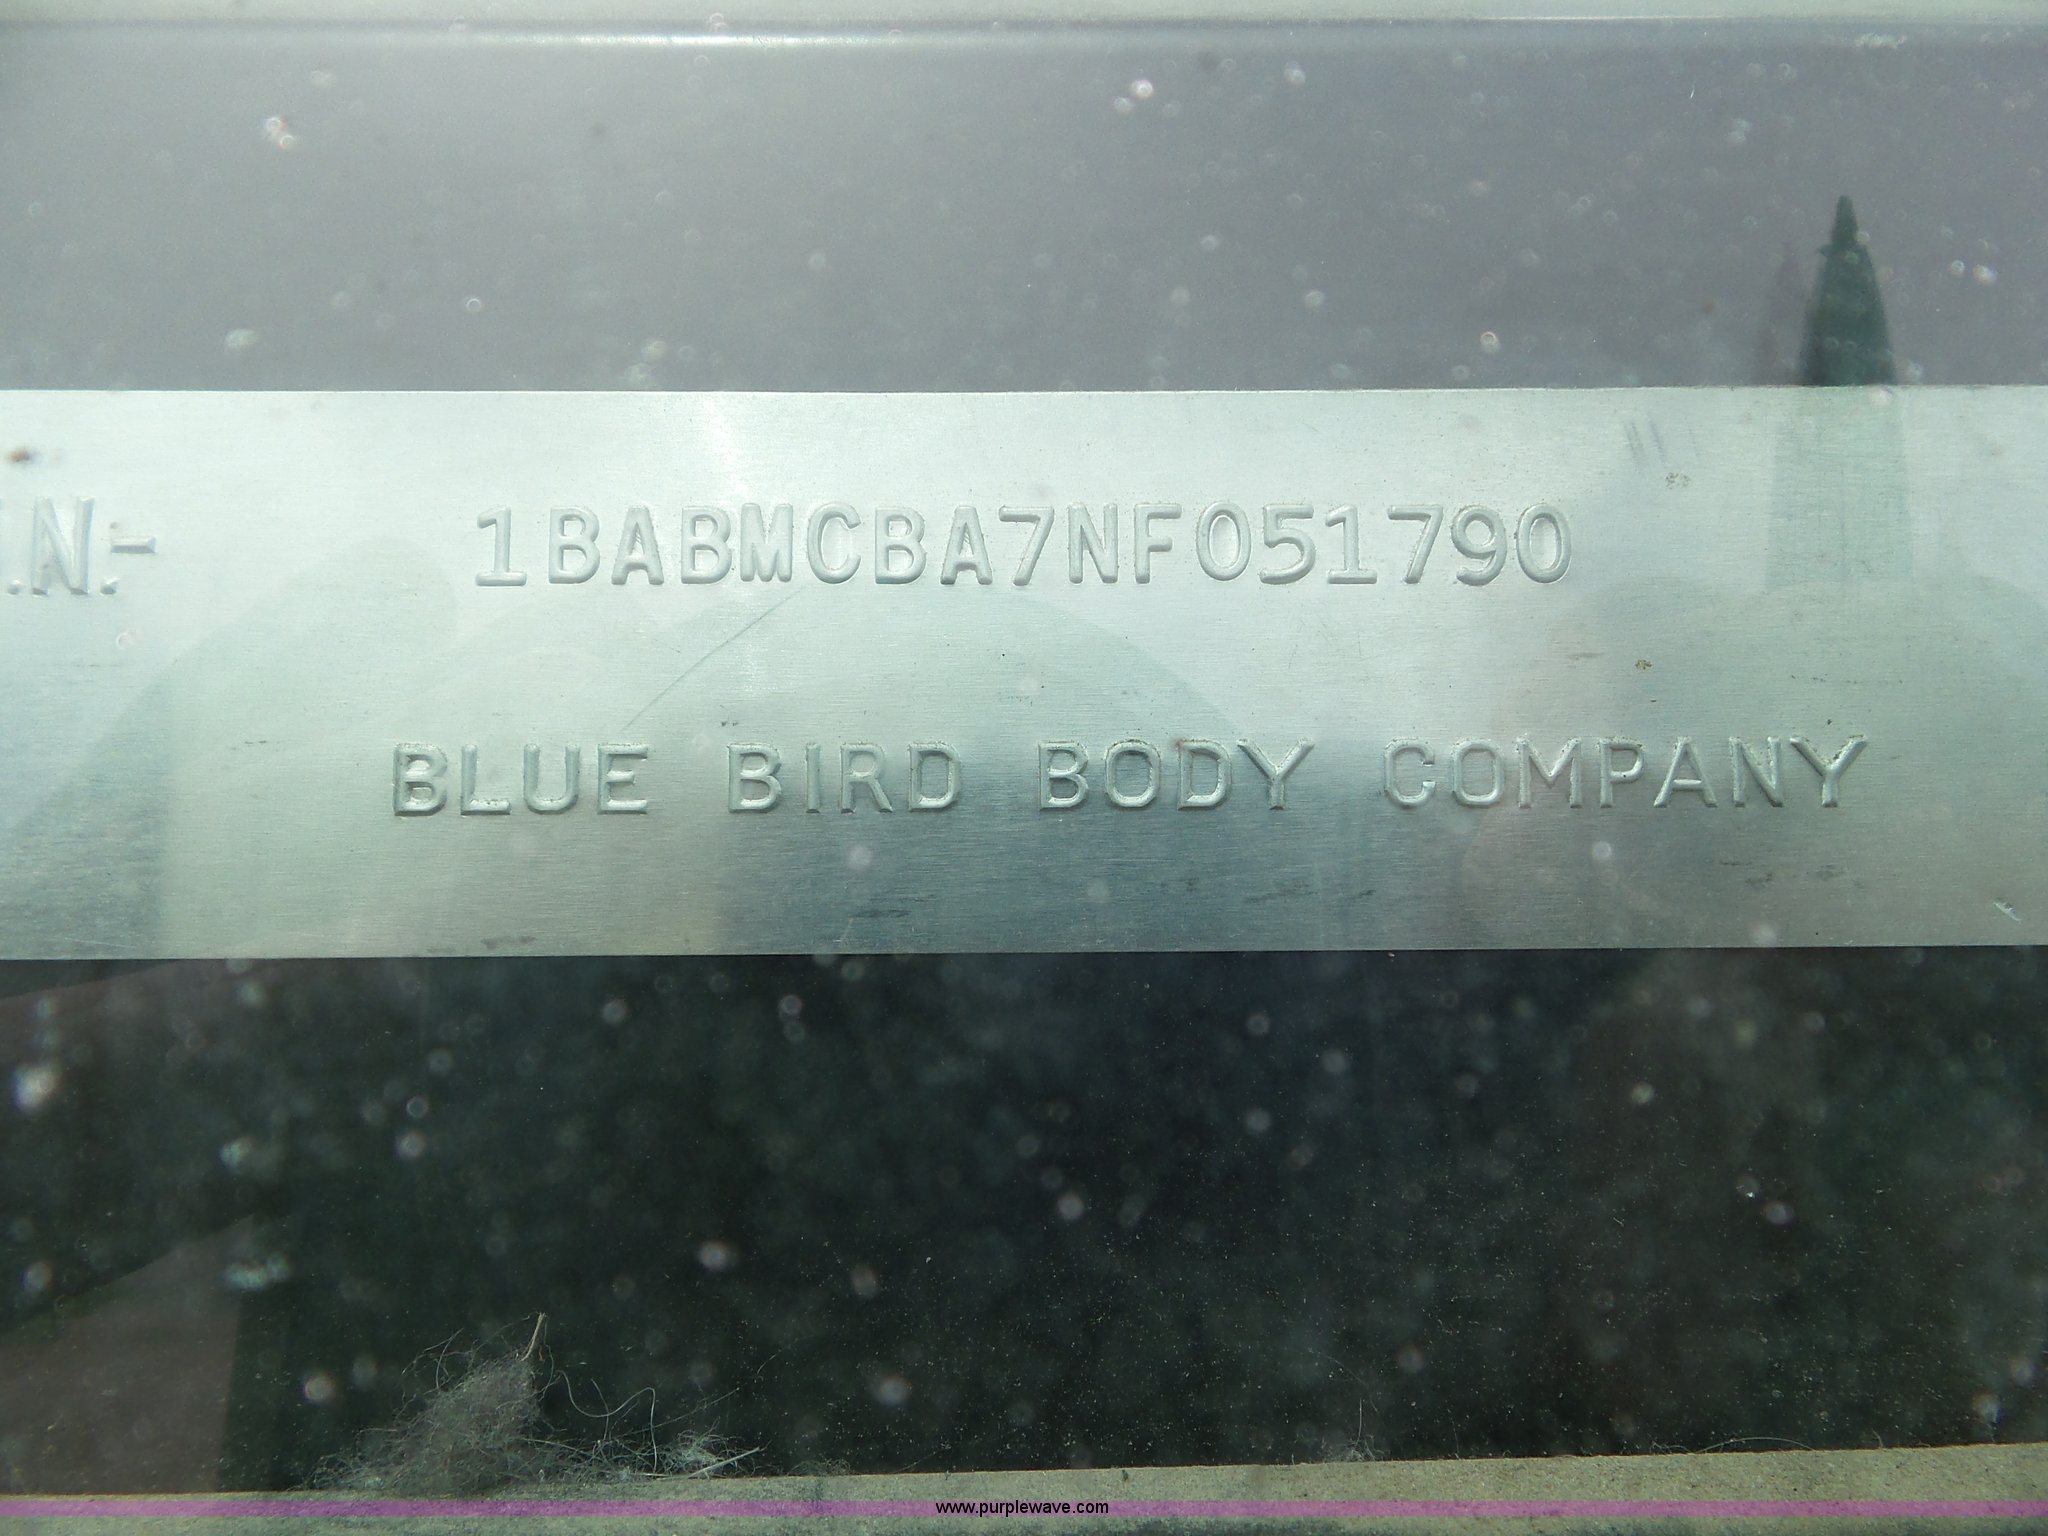 .N.- 1BABMCBA7NF051790
BLUE BIRD BODY COMPANY
www.purplewave.com